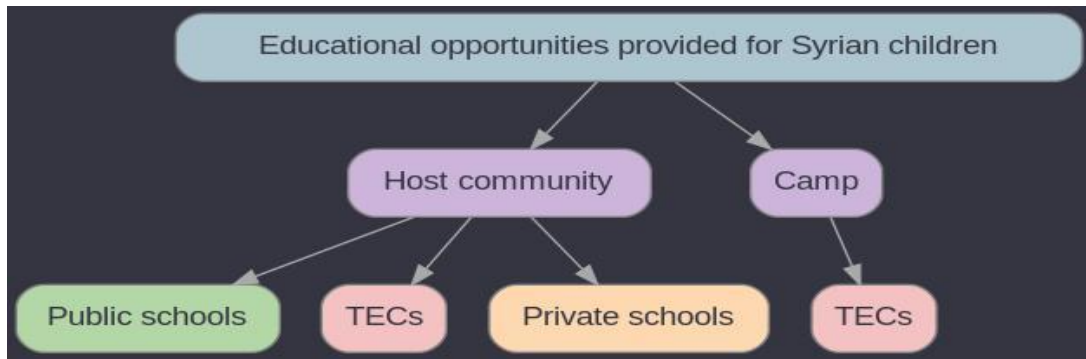 Educational opportunities provided for Syrian children
Host community
Camp
Public schools
TECs
Private schools
TECs